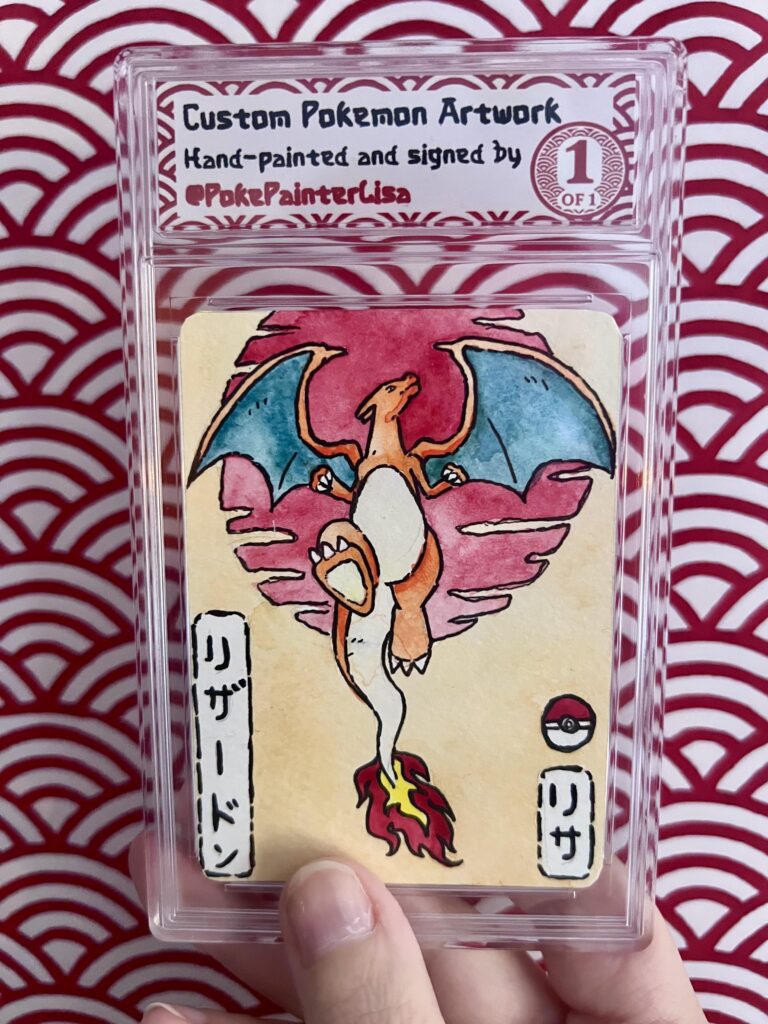 Custom Pokemon Artwork
Hand-painted and signed by
@PokePainterLisa
1
OF 1
リザードン
リサ